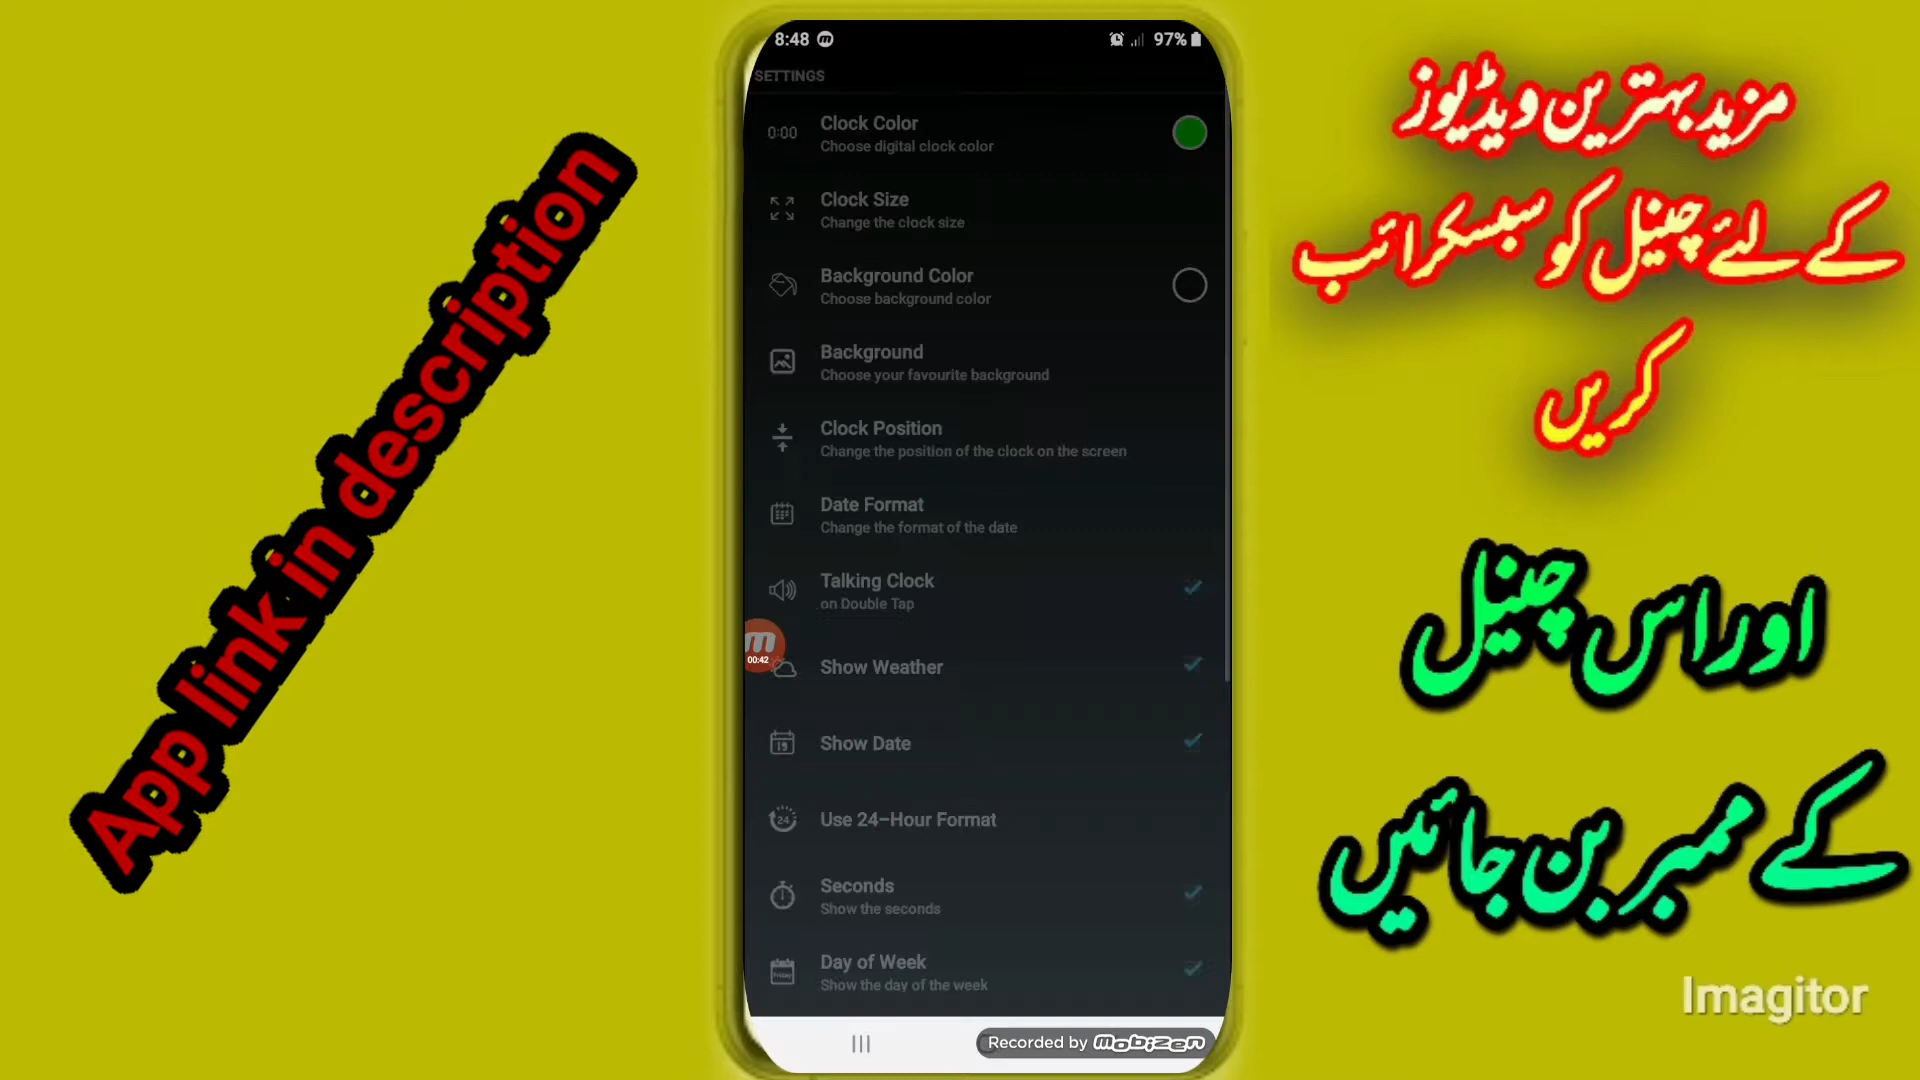 App link in description
8:48
97%
SETTINGS
0:00
Clock Color
Choose digital clock color
Clock Size
Change the clock size
Background Color
Choose background color
Background
Choose your favourite background
Clock Position
Change the position of the clock on the screen
Date Format
Change the format of the date
Talking Clock
on Double Tap
m
00:42
Show Weather
19
Show Date
24
Use 24-Hour Format
Seconds
Show the seconds
Day of Week
Show the day of the week
Recorded by mobizen
مزید بہترین ویڈیوز
کے لئے چینل کو سبسکرائب
کریں
اور اس چینل
کے ممبر بن جائیں
Imagitor